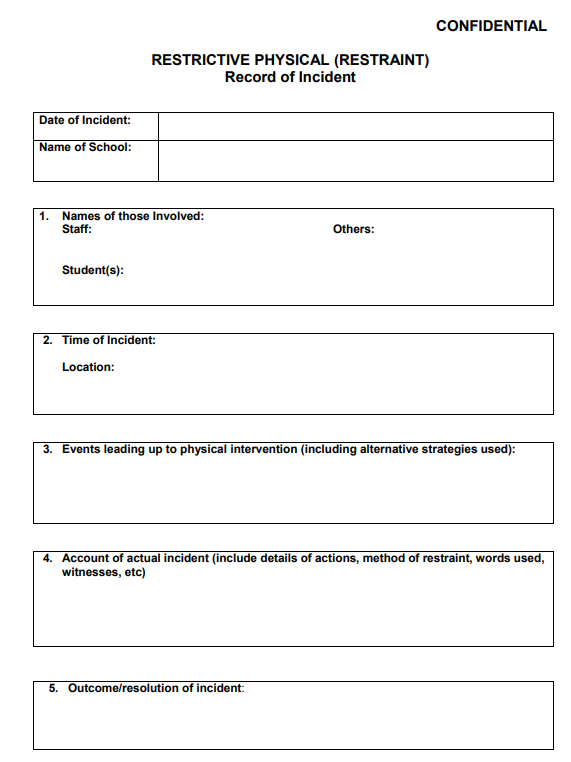 CONFIDENTIAL
RESTRICTIVE PHYSICAL (RESTRAINT)
Record of Incident
Date of Incident:
Name of School:
1. Names of those Involved:
Staff: Others:
Student(s):
2. Time of Incident:
Location:
3. Events leading up to physical intervention (including alternative strategies used):
4. Account of actual incident (include details of actions, method of restraint, words used,
witnesses, etc)
5. Outcome/resolution of incident: